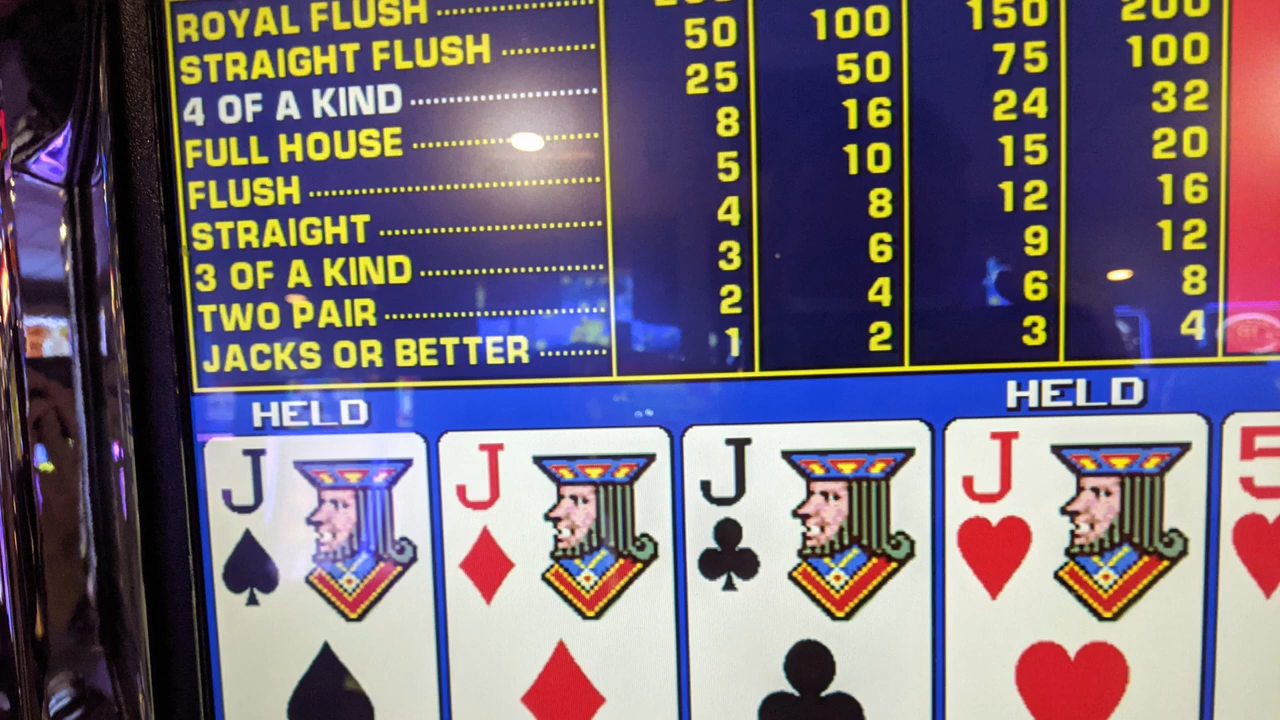 ROYAL FLUSH 100 150 200
STRAIGHT FLUSH 50 100 150 200
4 OF A KIND 25 50 75 100
FULL HOUSE 8 16 24 32
FLUSH 5 10 15 20
STRAIGHT 4 8 12 16
3 OF A KIND 3 6 9 12
TWO PAIR 2 4 6 8
JACKS OR BETTER 1 2 3 4
HELD HELD
J J J J 5